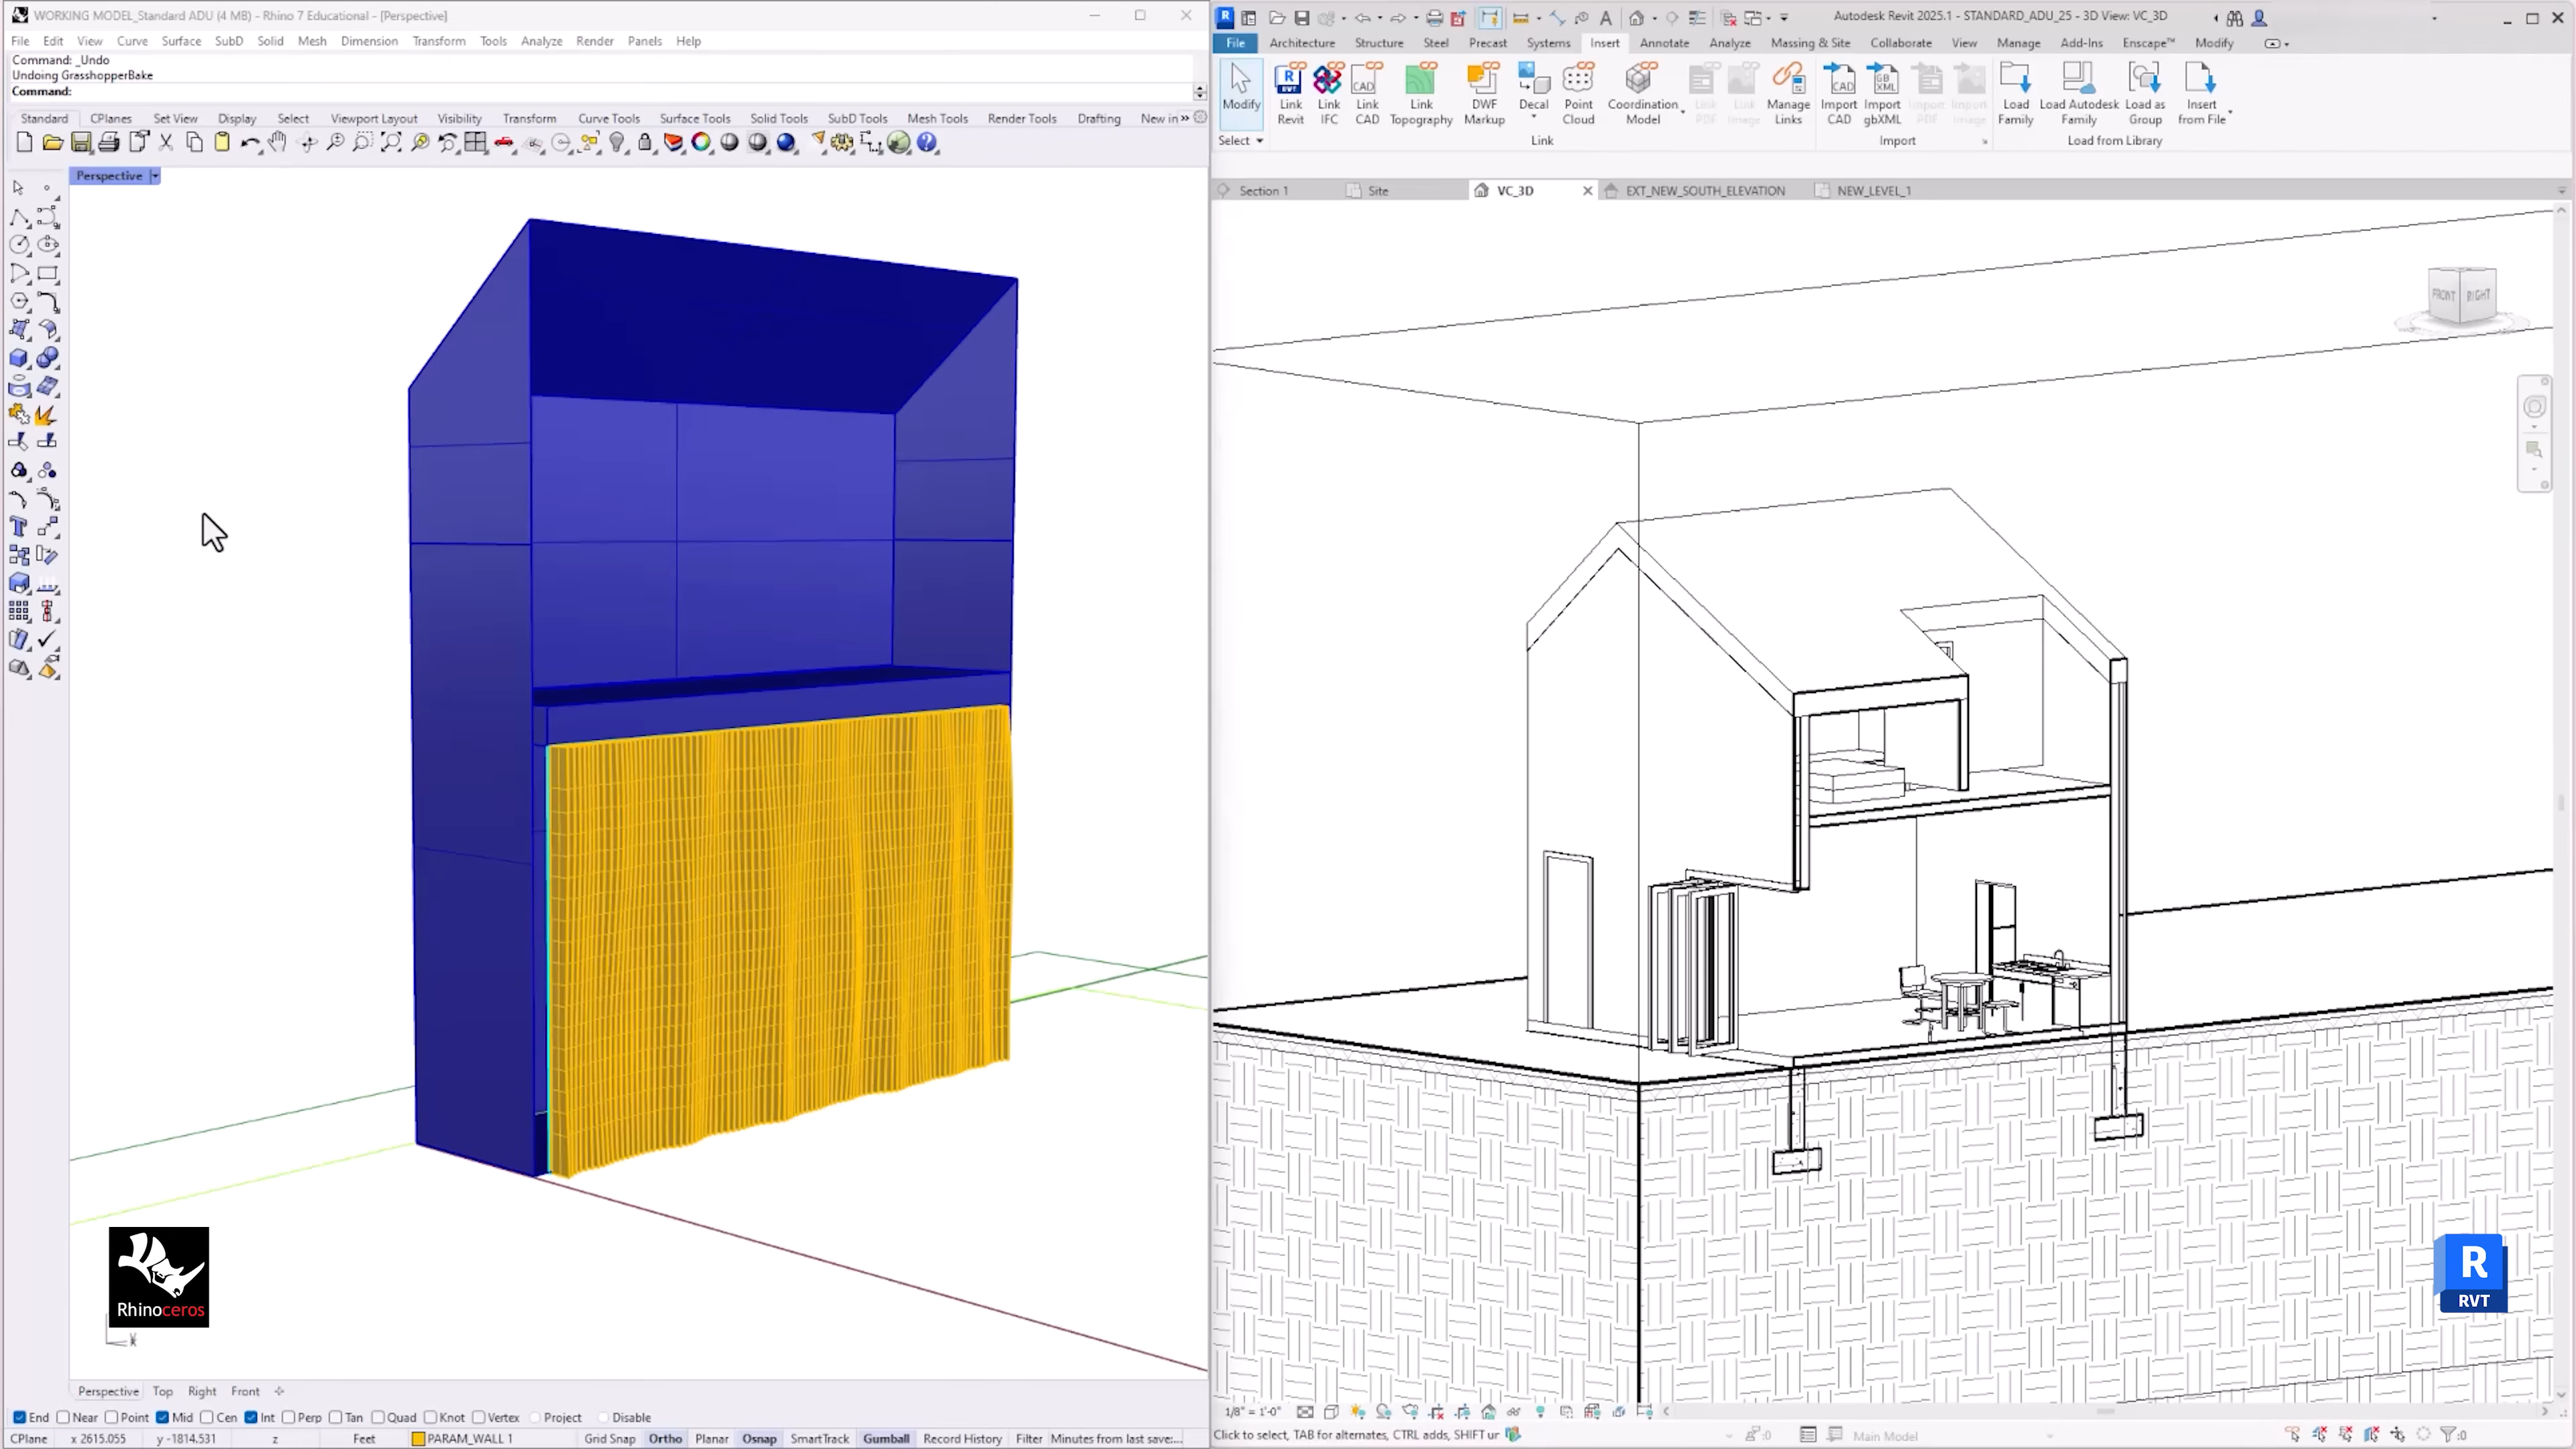 WORKING MODEL_Standard ADU (4 MB) - Rhino 7 Educational - [Perspective]
File Edit View Curve Surface SubD Solid Mesh Dimension Transform Tools Analyze Render Panels Help
Command: _Undo
Undoing GrasshopperBake
Command:
Standard CPlanes Set View Display Select Viewport Layout Visibility Transform Curve Tools Surface Tools Solid Tools SubD Tools Mesh Tools Render Tools Drafting New in
Perspective
Rhinoceros
Perspective Top Right Front
End Near Point Mid Cen Int Perp Tan Quad Knot Vertex Project Disable
CPlane x 2615.055 y -1814.531 z Feet PARAM_WALL 1 Grid Snap Ortho Planar Osnap SmartTrack Gumball Record History Filter Minutes from last save:...
Autodesk Revit 2025.1 - STANDARD_ADU_25 - 3D View: VC_3D
File Architecture Structure Steel Precast Systems Insert Annotate Analyze Massing & Site Collaborate View Manage Add-Ins Enscape™ Modify
RVT CAD CAD GB XML
Modify Link Revit Link IFC Link CAD Link Topography DWF Markup Decal Point Cloud Coordination Model Link PDF Link Image Manage Links Import CAD Import gbXML Import PDF Import Image Load Family Load Autodesk Family Load as Group Insert from File
Select Link Import Load from Library
Section 1 Site VC_3D EXT_NEW_SOUTH_ELEVATION NEW_LEVEL_1
FRONT RIGHT
R
RVT
1/8" = 1'-0"
Click to select, TAB for alternates, CTRL adds, SHIFT ur :0 Main Model :0